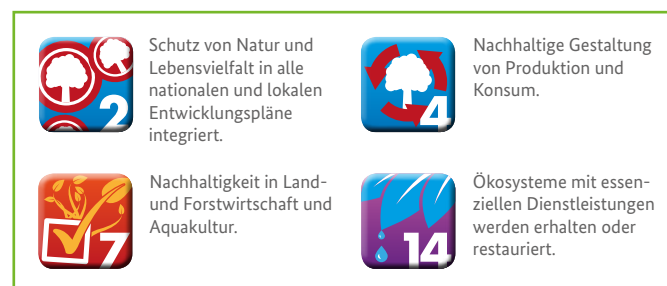 2
Schutz von Natur und
Lebensvielfalt in alle
nationalen und lokalen
Entwicklungspläne
integriert.
4
Nachhaltige Gestaltung
von Produktion und
Konsum.
7
Nachhaltigkeit in Land-
und Forstwirtschaft und
Aquakultur.
14
Ökosysteme mit essen-
ziellen Dienstleistungen
werden erhalten oder
restauriert.